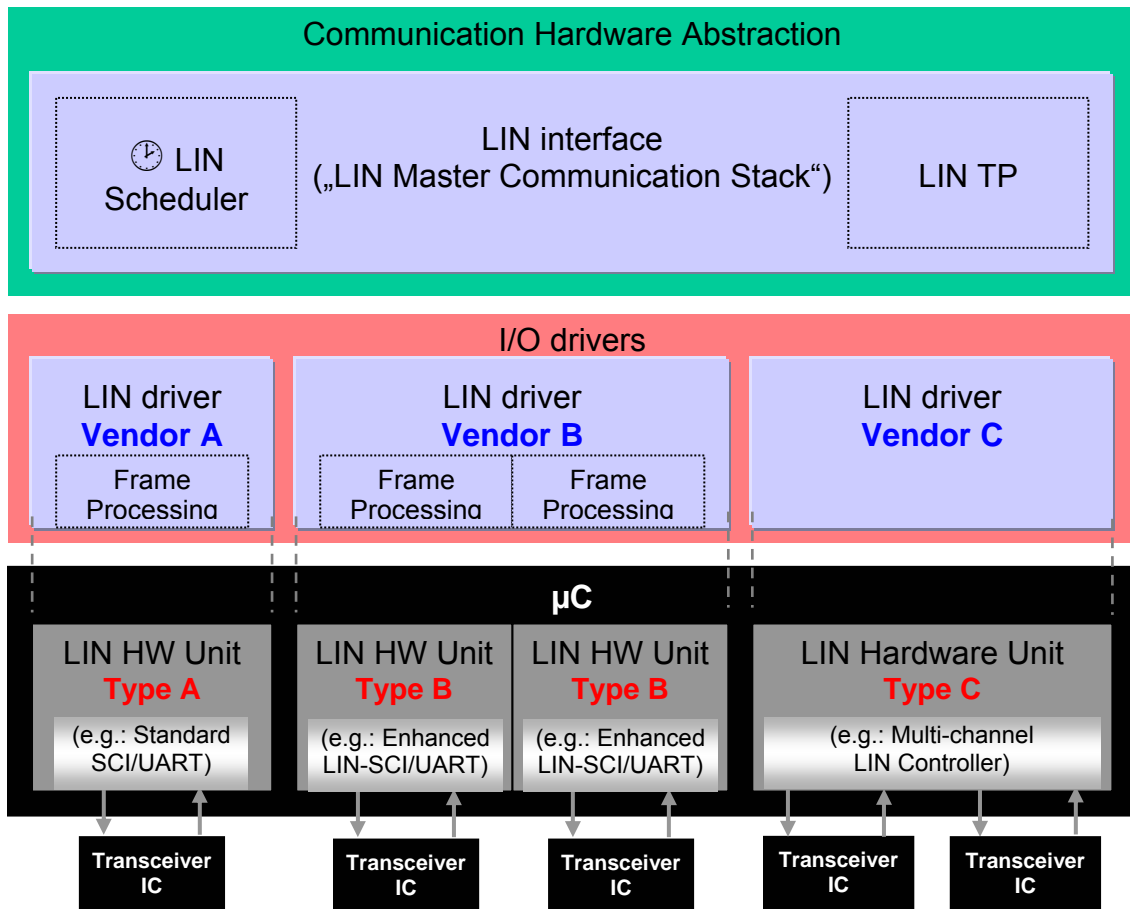 Communication Hardware Abstraction
LIN
Scheduler
LIN interface
(„LIN Master Communication Stack“)
LIN TP
I/O drivers
LIN driver
Vendor A
Frame
Processing
LIN driver
Vendor B
Frame
Processing
Frame
Processing
LIN driver
Vendor C
µC
LIN HW Unit
Type A
(e.g.: Standard
SCI/UART)
LIN HW Unit
Type B
(e.g.: Enhanced
LIN-SCI/UART)
LIN HW Unit
Type B
(e.g.: Enhanced
LIN-SCI/UART)
LIN Hardware Unit
Type C
(e.g.: Multi-channel
LIN Controller)
Transceiver
IC
Transceiver
IC
Transceiver
IC
Transceiver
IC
Transceiver
IC